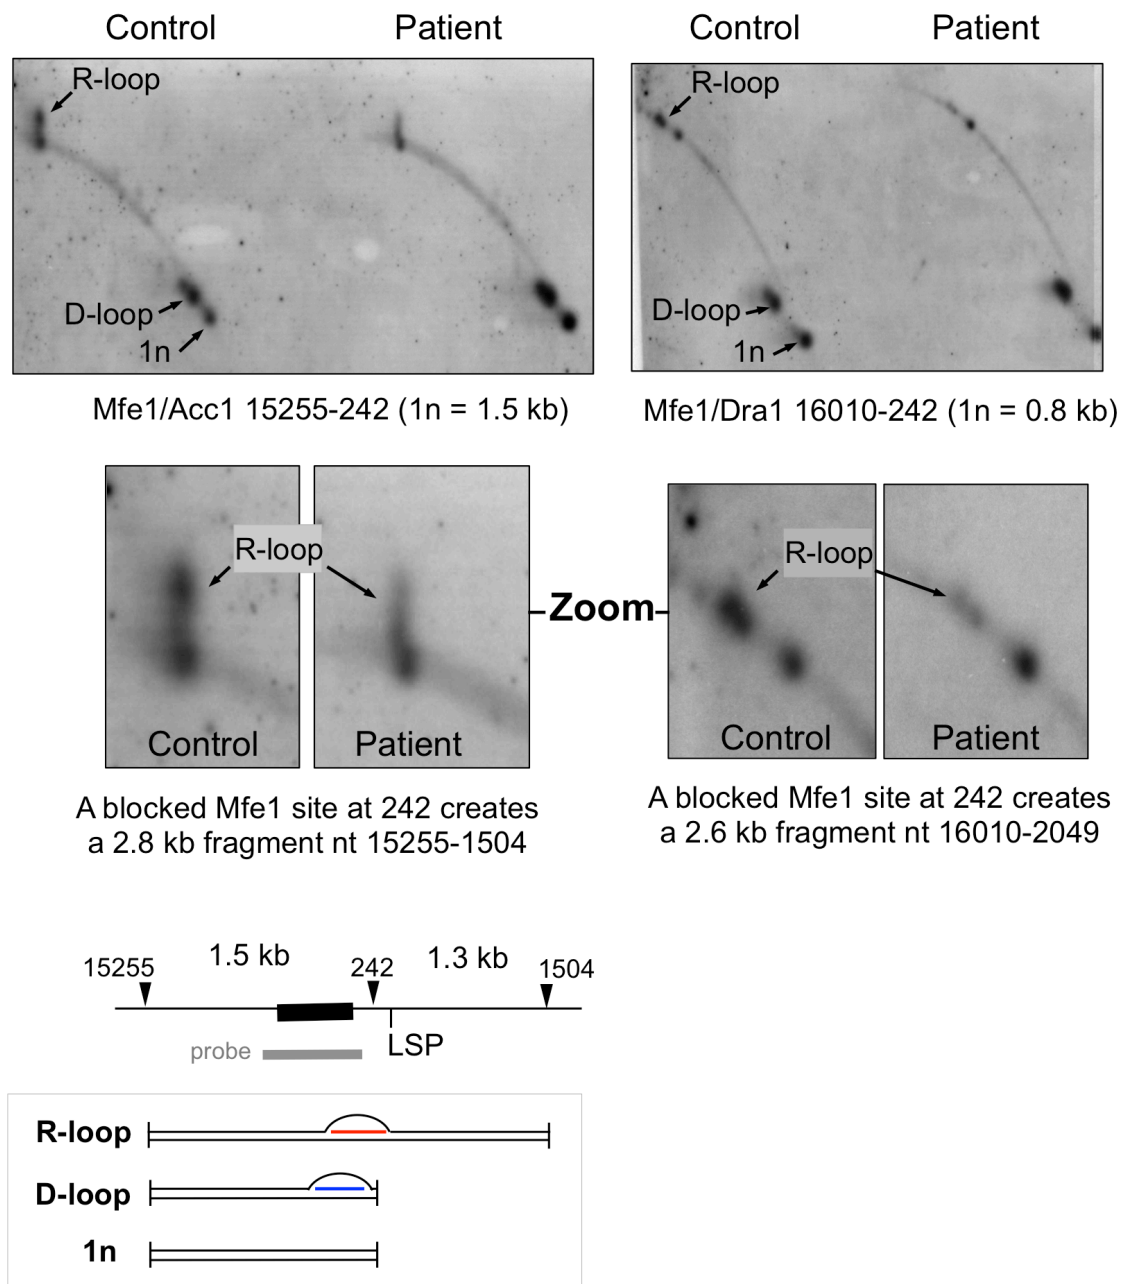 Control Patient
R-loop
D-loop
1n
Mfe1/Acc1 15255-242 (1n = 1.5 kb)
Control Patient
R-loop
D-loop
1n
Mfe1/Dra1 16010-242 (1n = 0.8 kb)
R-loop
Control
Patient
Zoom
R-loop
Control
Patient
A blocked Mfe1 site at 242 creates
a 2.8 kb fragment nt 15255-1504
A blocked Mfe1 site at 242 creates
a 2.6 kb fragment nt 16010-2049
1.5 kb 1.3 kb
15255 242 1504
LSP
probe
R-loop
D-loop
1n